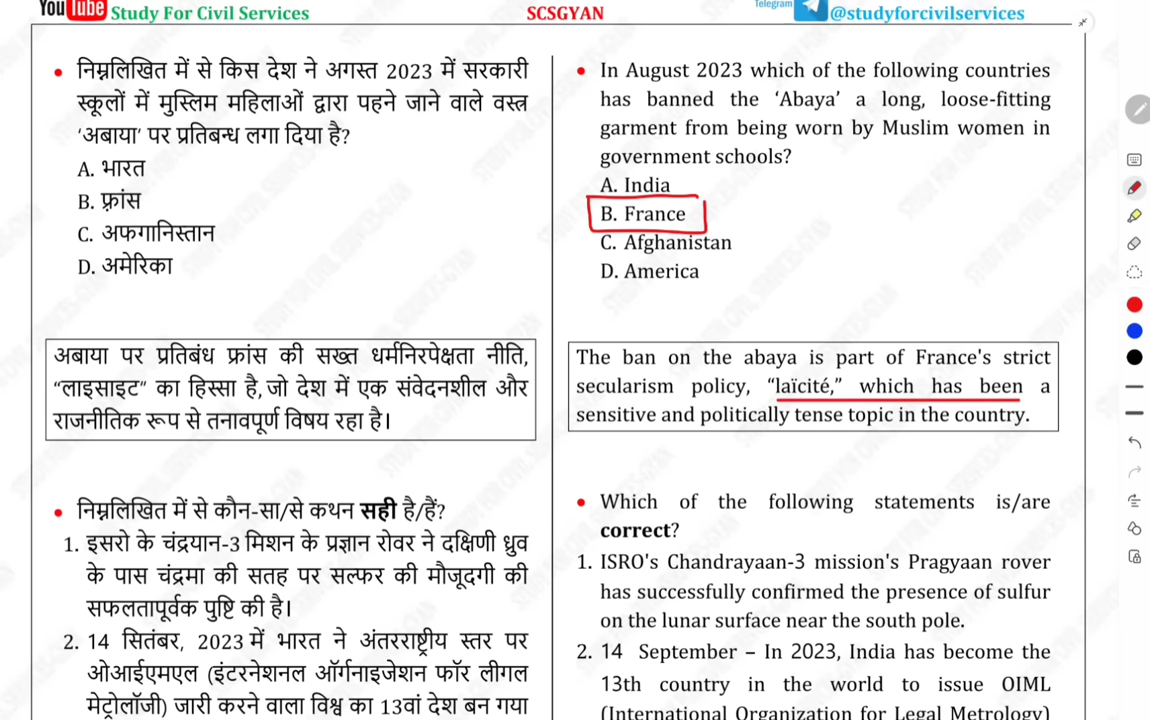 You Tube Study For Civil Services
SCSGYAN
Telegram @studyforcivilservices
• निम्नलिखित में से किस देश ने अगस्त 2023 में सरकारी
स्कूलों में मुस्लिम महिलाओं द्वारा पहने जाने वाले वस्त्र
‘अबाया’ पर प्रतिबन्ध लगा दिया है?
A. भारत
B. फ़्रांस
C. अफगानिस्तान
D. अमेरिका
अबाया पर प्रतिबंध फ्रांस की सख्त धर्मनिरपेक्षता नीति,
“लाइसाइट” का हिस्सा है, जो देश में एक संवेदनशील और
राजनीतिक रूप से तनावपूर्ण विषय रहा है।
• निम्नलिखित में से कौन-सा/से कथन सही है/हैं?
1. इसरो के चंद्रयान-3 मिशन के प्रज्ञान रोवर ने दक्षिणी ध्रुव
के पास चंद्रमा की सतह पर सल्फर की मौजूदगी की
सफलतापूर्वक पुष्टि की है।
2. 14 सितंबर, 2023 में भारत ने अंतरराष्ट्रीय स्तर पर
ओआईएमएल (इंटरनेशनल ऑर्गनाइजेशन फॉर लीगल
मेट्रोलॉजी) जारी करने वाला विश्व का 13वां देश बन गया
• In August 2023 which of the following countries
has banned the ‘Abaya’ a long, loose-fitting
garment from being worn by Muslim women in
government schools?
A. India
B. France
C. Afghanistan
D. America
The ban on the abaya is part of France's strict
secularism policy, “laïcité,” which has been a
sensitive and politically tense topic in the country.
• Which of the following statements is/are
correct?
1. ISRO's Chandrayaan-3 mission's Pragyaan rover
has successfully confirmed the presence of sulfur
on the lunar surface near the south pole.
2. 14 September – In 2023, India has become the
13th country in the world to issue OIML
(International Organization for Legal Metrology)